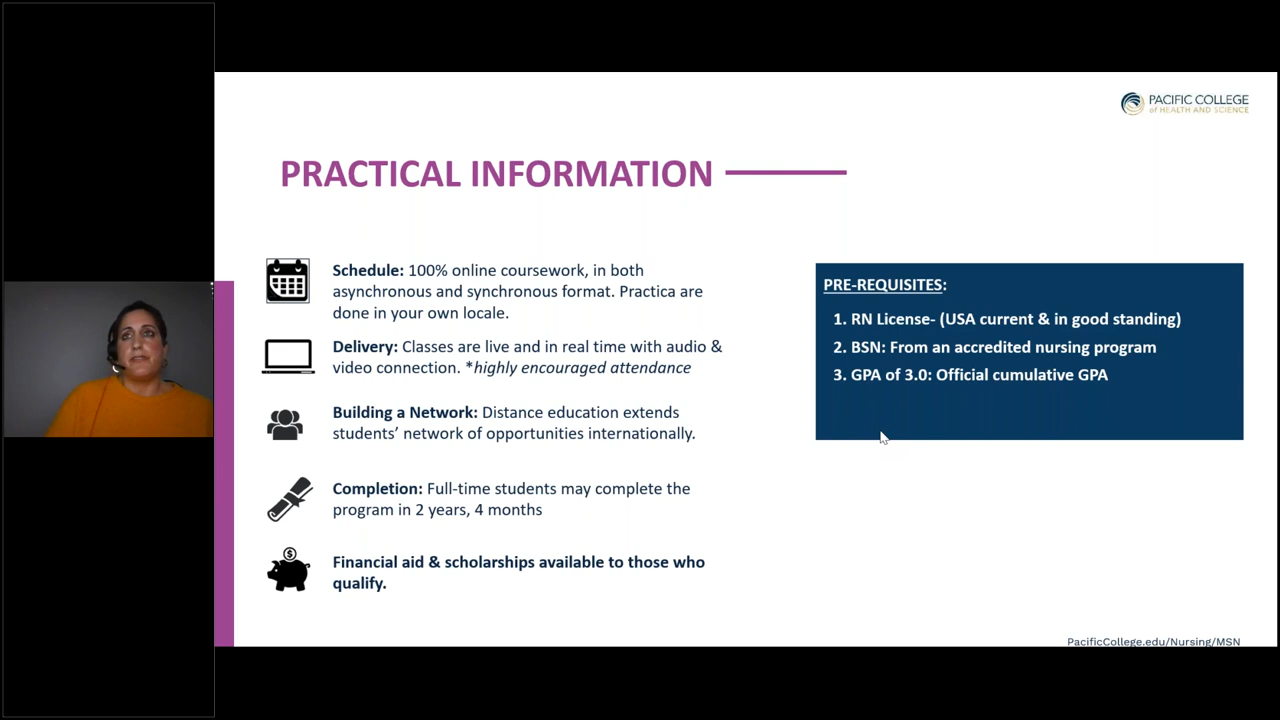 PACIFIC COLLEGE
of HEALTH AND SCIENCE
PRACTICAL INFORMATION
Schedule: 100% online coursework, in both
asynchronous and synchronous format. Practica are
done in your own locale.
Delivery: Classes are live and in real time with audio &
video connection. *highly encouraged attendance
Building a Network: Distance education extends
students' network of opportunities internationally.
Completion: Full-time students may complete the
program in 2 years, 4 months
$
Financial aid & scholarships available to those who
qualify.
PRE-REQUISITES:
1. RN License- (USA current & in good standing)
2. BSN: From an accredited nursing program
3. GPA of 3.0: Official cumulative GPA
PacificCollege.edu/Nursing/MSN